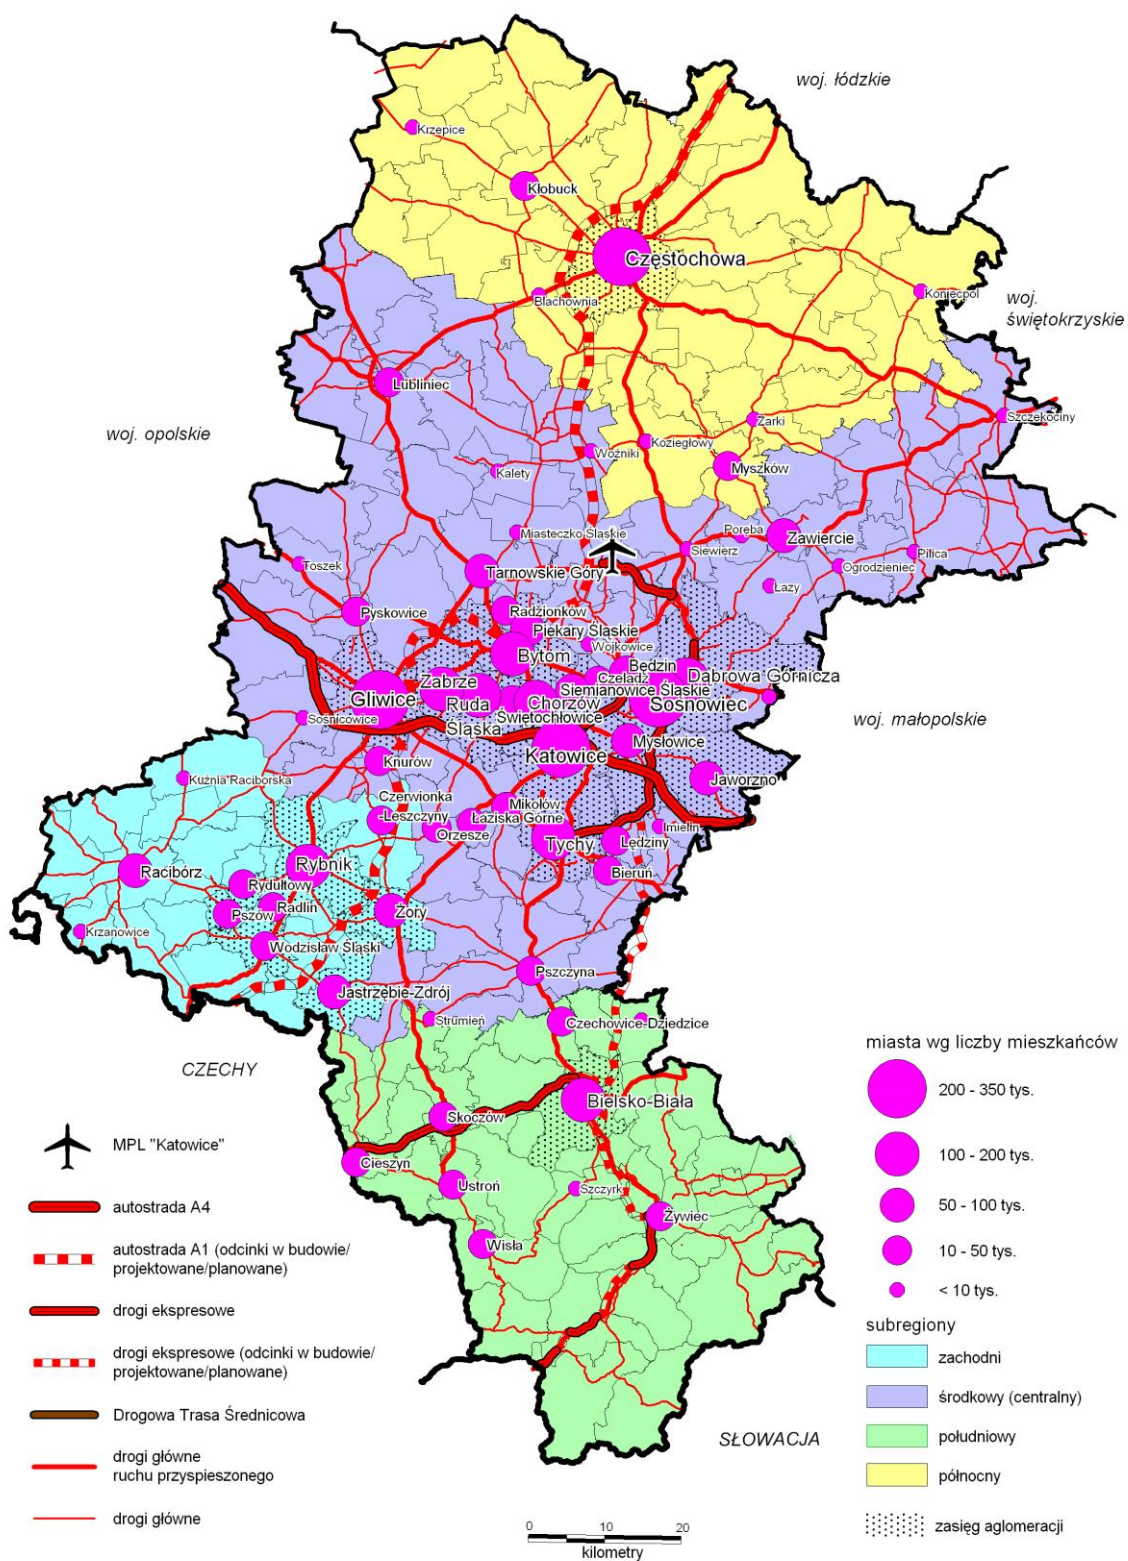 woj. łódzkie
Krzepice
Kłobuck
Częstochowa
Blachownia
Koniecpol
woj.
świętokrzyskie
Lubliniec
Szczekociny
Żarki
woj. opolskie
Koziegłowy
Woźniki
Myszków
Kalety
Poręba
Miasteczko Śląskie
Zawiercie
Siewierz
Pilica
Toszek
Ogrodzieniec
Tarnowskie Góry
Łazy
Pyskowice
Radzionków
Piekary Śląskie
Wojkowice
Bytom
Będzin
Zabrze
Czeladź
Dąbrowa Górnicza
Gliwice
Siemianowice Śląskie
Ruda
Śląska
Chorzów
Sosnowiec
Świętochłowice
Sośnicowice
woj. małopolskie
Mysłowice
Katowice
Knurów
Kuźnia Raciborska
Jaworzno
Czerwionka
-Leszczyny
Mikołów
Łaziska Górne
Orzesze
Imielin
Tychy
Lędziny
Rybnik
Racibórz
Bieruń
Rydułtowy
Radlin
Pszów
Żory
Krzanowice
Wodzisław Śląski
Pszczyna
Jastrzębie-Zdrój
Strumień
Czechowice-Dziedzice
CZECHY
Bielsko-Biała
Skoczów
Cieszyn
Ustroń
Szczyrk
Żywiec
Wisła
SŁOWACJA
MPL "Katowice"
autostrada A4
autostrada A1 (odcinki w budowie/
projektowane/planowane)
drogi ekspresowe
drogi ekspresowe (odcinki w budowie/
projektowane/planowane)
Drogowa Trasa Średnicowa
drogi główne
ruchu przyspieszonego
drogi główne
0 10 20
kilometry
miasta wg liczby mieszkańców
200 - 350 tys.
100 - 200 tys.
50 - 100 tys.
10 - 50 tys.
< 10 tys.
subregiony
zachodni
środkowy (centralny)
południowy
północny
zasięg aglomeracji